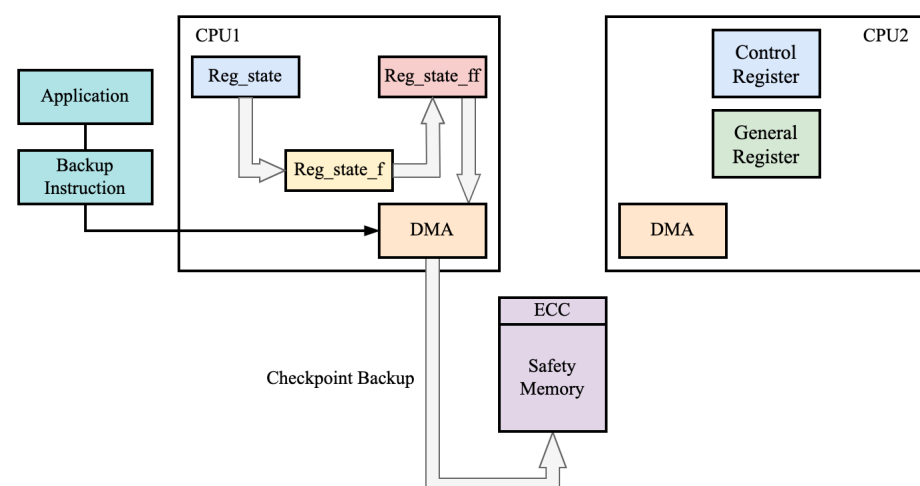 CPU1
CPU2
Reg_state
Reg_state_ff
Control
Register
Application
General
Register
Backup
Instruction
Reg_state_f
DMA
DMA
ECC
Safety
Memory
Checkpoint Backup